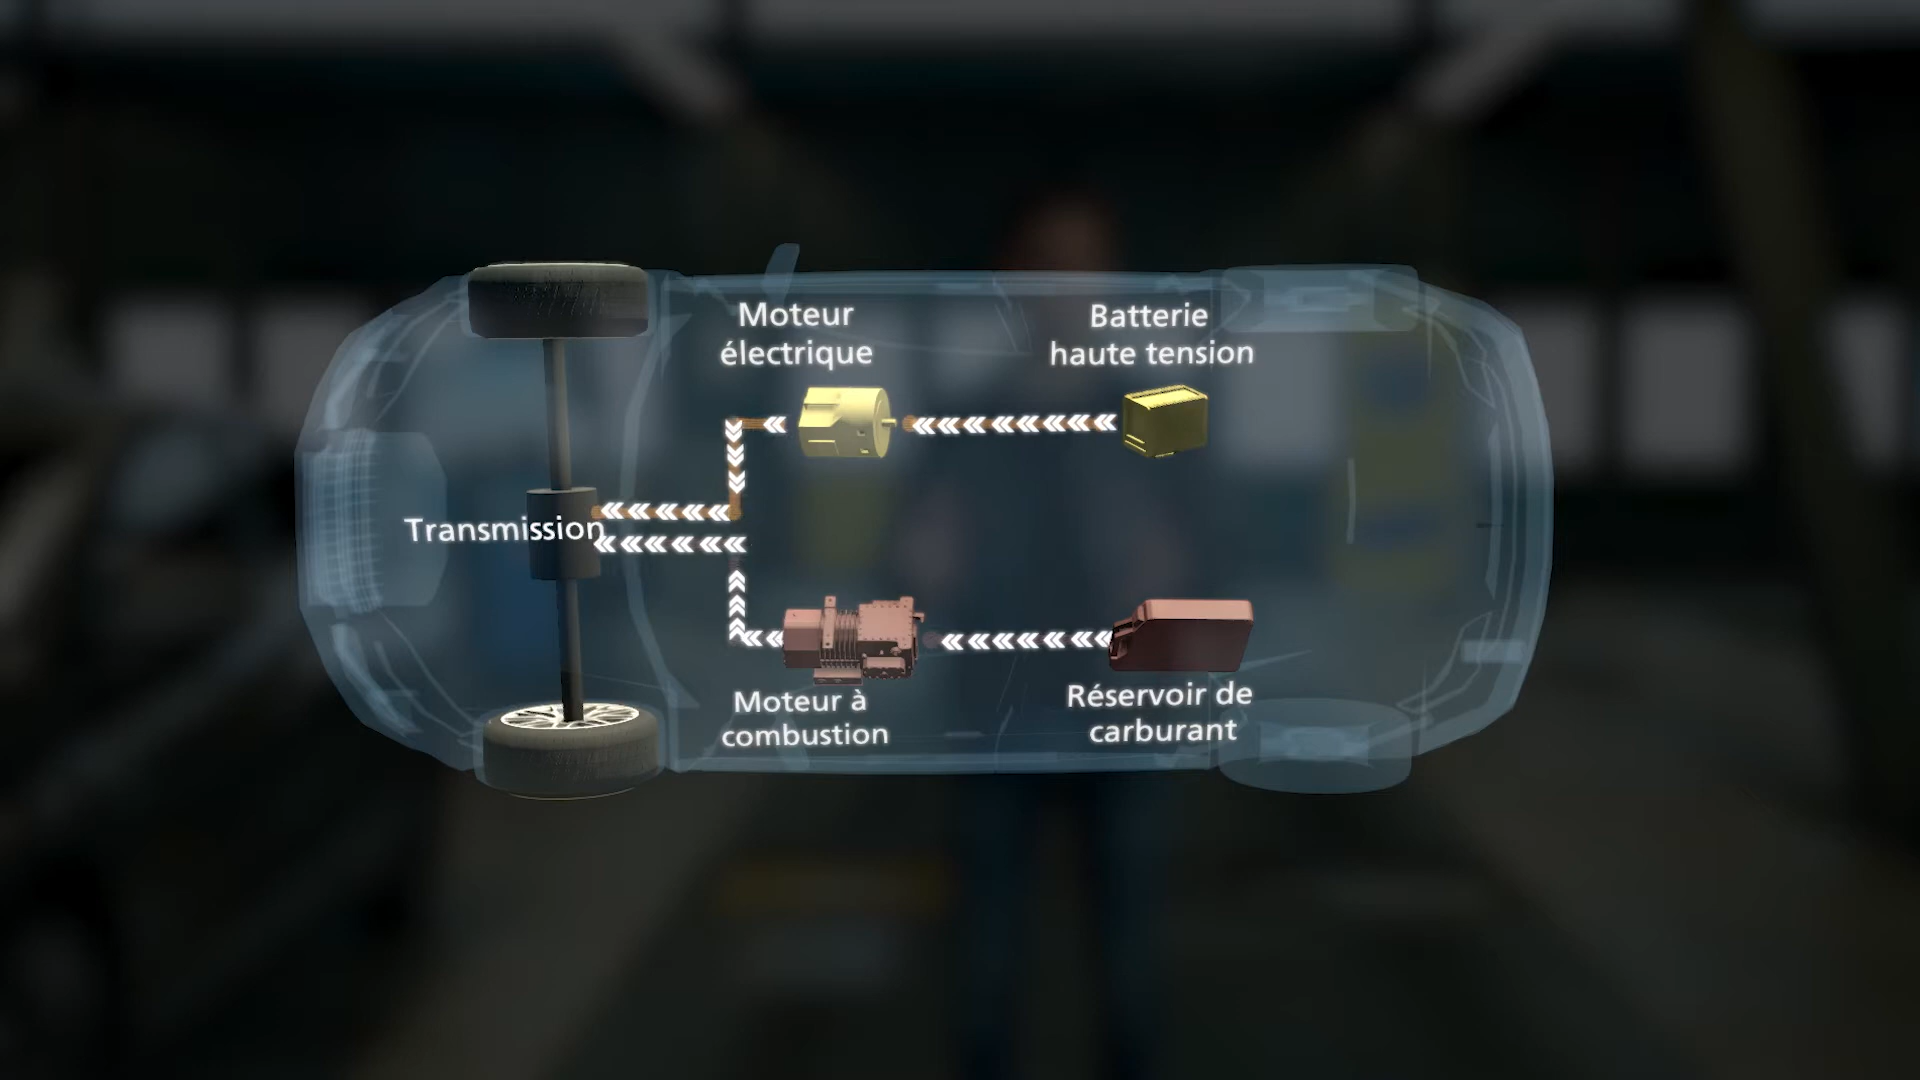 Moteur
électrique
Batterie
haute tension
Transmission
Moteur à
combustion
Réservoir de
carburant